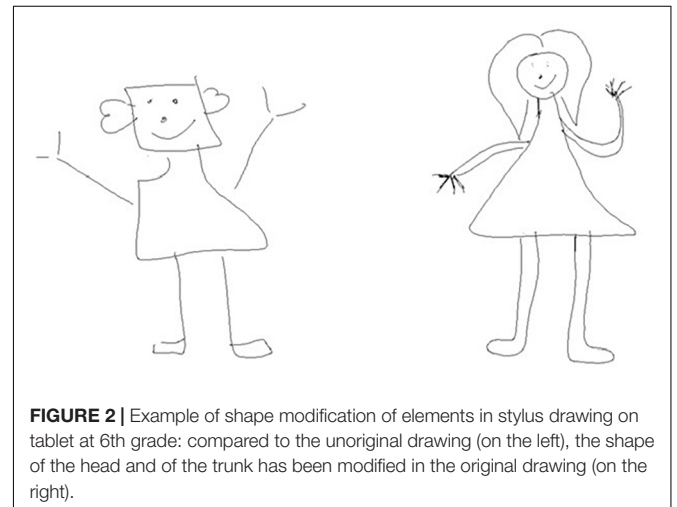 FIGURE 2 | Example of shape modification of elements in stylus drawing on
tablet at 6th grade: compared to the unoriginal drawing (on the left), the shape
of the head and of the trunk has been modified in the original drawing (on the
right).